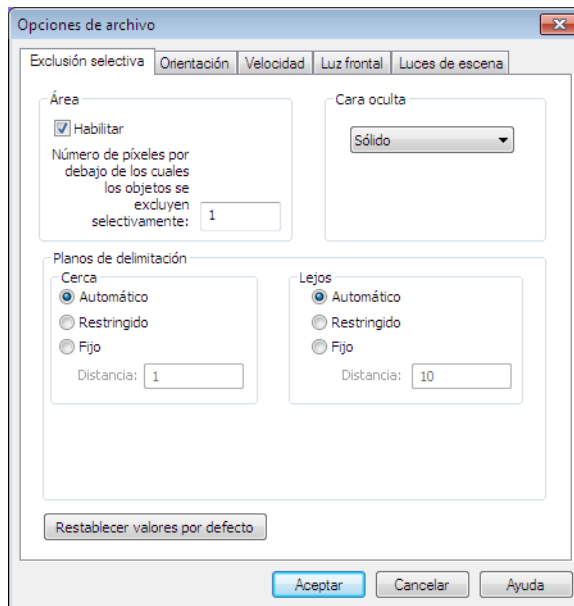 Opciones de archivo
Exclusión selectiva
Orientación
Velocidad
Luz frontal
Luces de escena
Área
Habilitar
Número de píxeles por
debajo de los cuales
los objetos se
excluyen
selectivamente:
1
Cara oculta
Sólido
Planos de delimitación
Cerca
Automático
Restringido
Fijo
Distancia:
1
Lejos
Automático
Restringido
Fijo
Distancia:
10
Restablecer valores por defecto
Aceptar
Cancelar
Ayuda